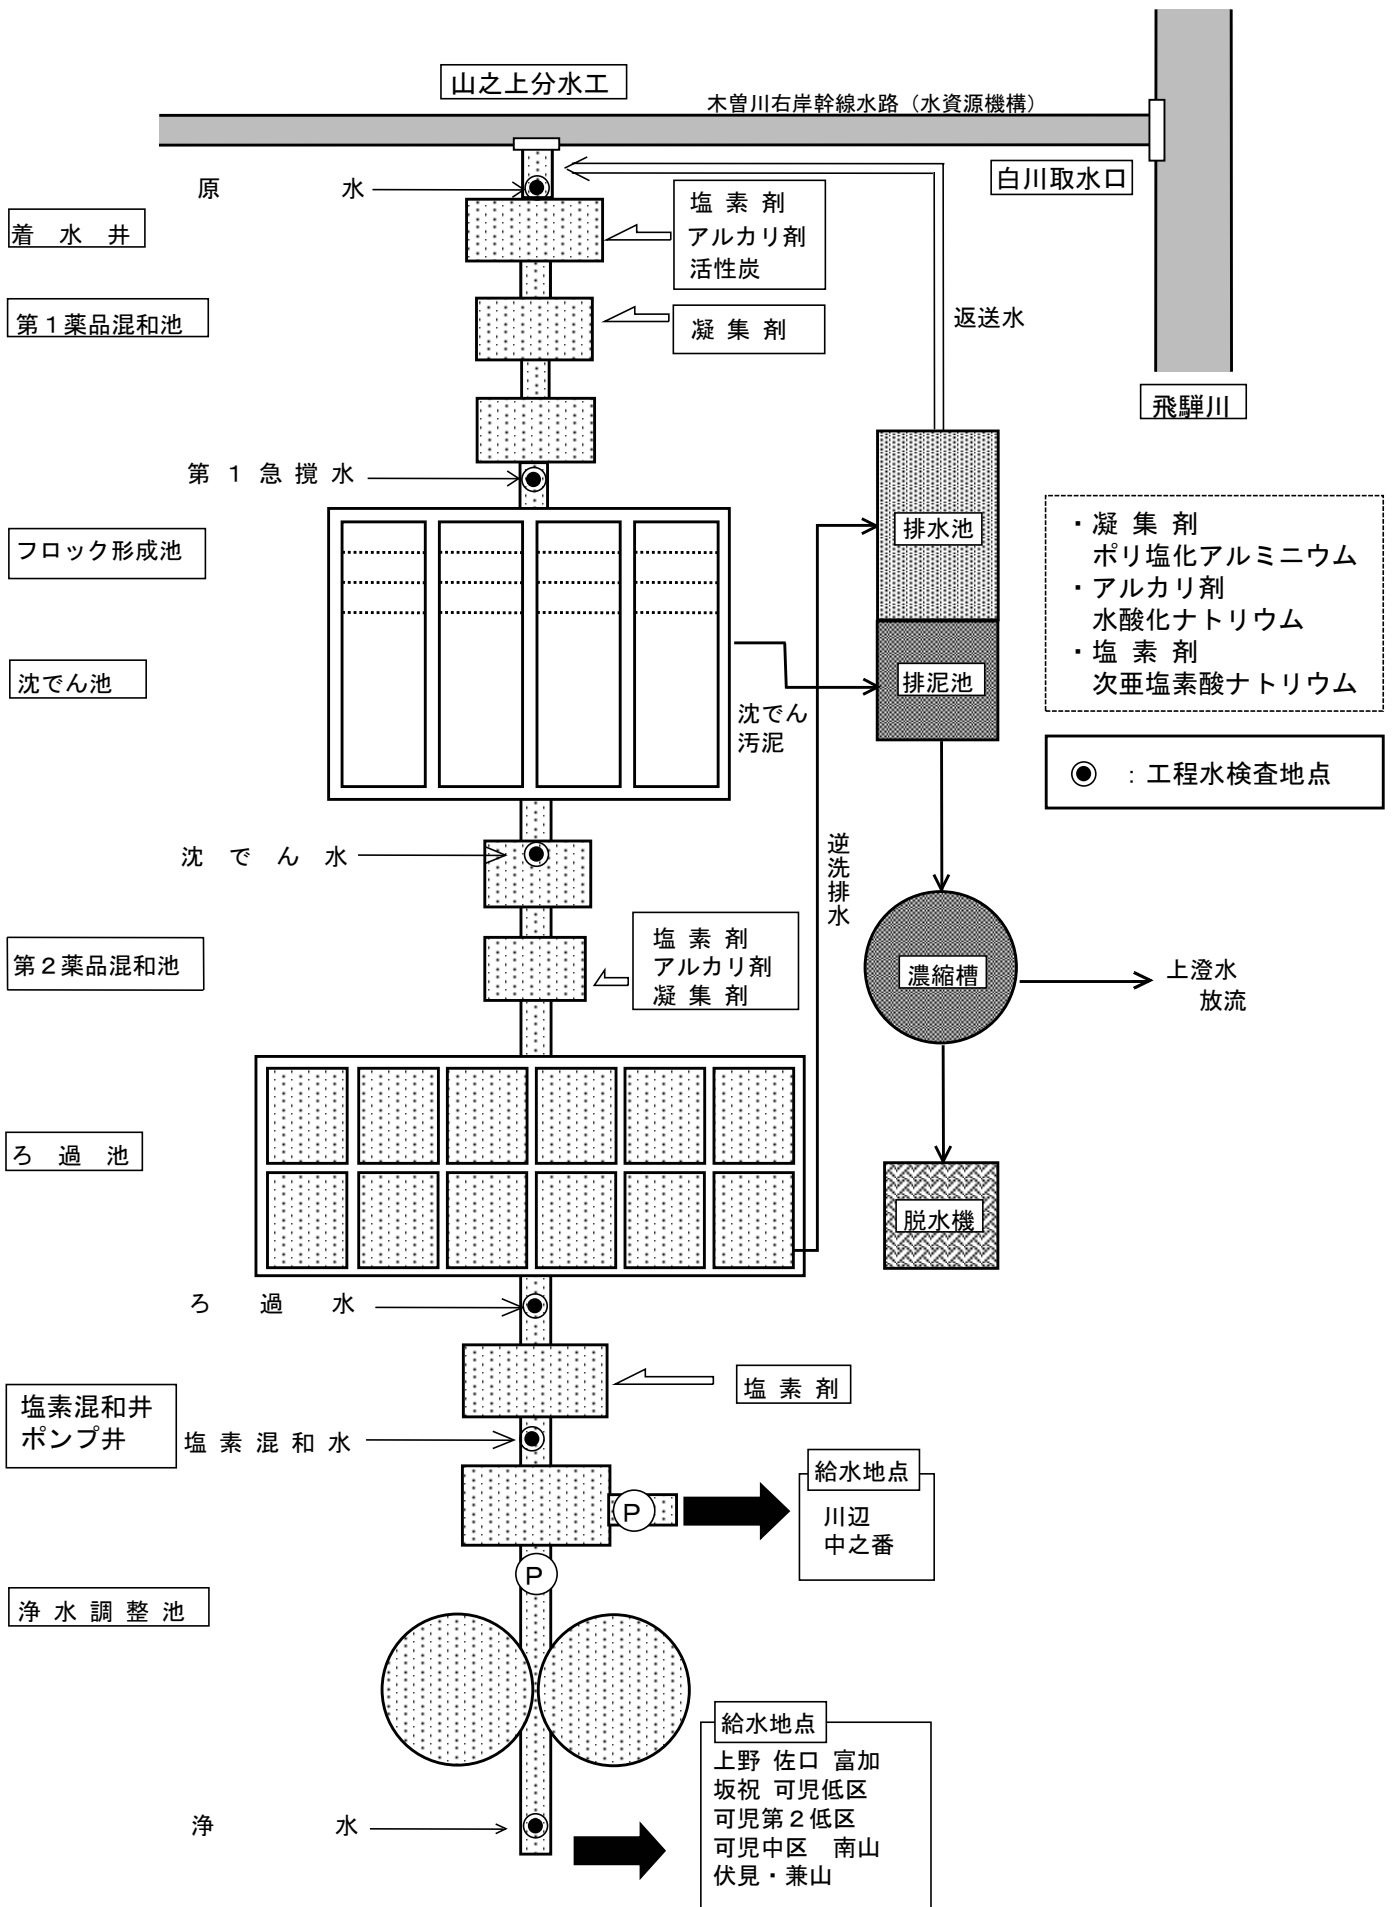 山之上分水工
木曽川右岸幹線水路（水資源機構）
白川取水口
原　水
着水井
塩素剤
アルカリ剤
活性炭
返送水
第１薬品混和池
凝集剤
飛騨川
第１急撹水
フロック形成池
沈でん池
沈でん
汚泥
排水池
排泥池
・凝集剤
ポリ塩化アルミニウム
・アルカリ剤
水酸化ナトリウム
・塩素剤
次亜塩素酸ナトリウム
：工程水検査地点
沈でん水
逆洗排水
第２薬品混和池
塩素剤
アルカリ剤
凝集剤
濃縮槽
上澄水
放流
ろ過池
脱水機
ろ過水
塩素混和井
ポンプ井
塩素剤
塩素混和水
給水地点
川辺
中之番
P
P
浄水調整池
給水地点
上野 佐口 富加
坂祝 可児低区
可児第２低区
可児中区　南山
伏見・兼山
浄　水